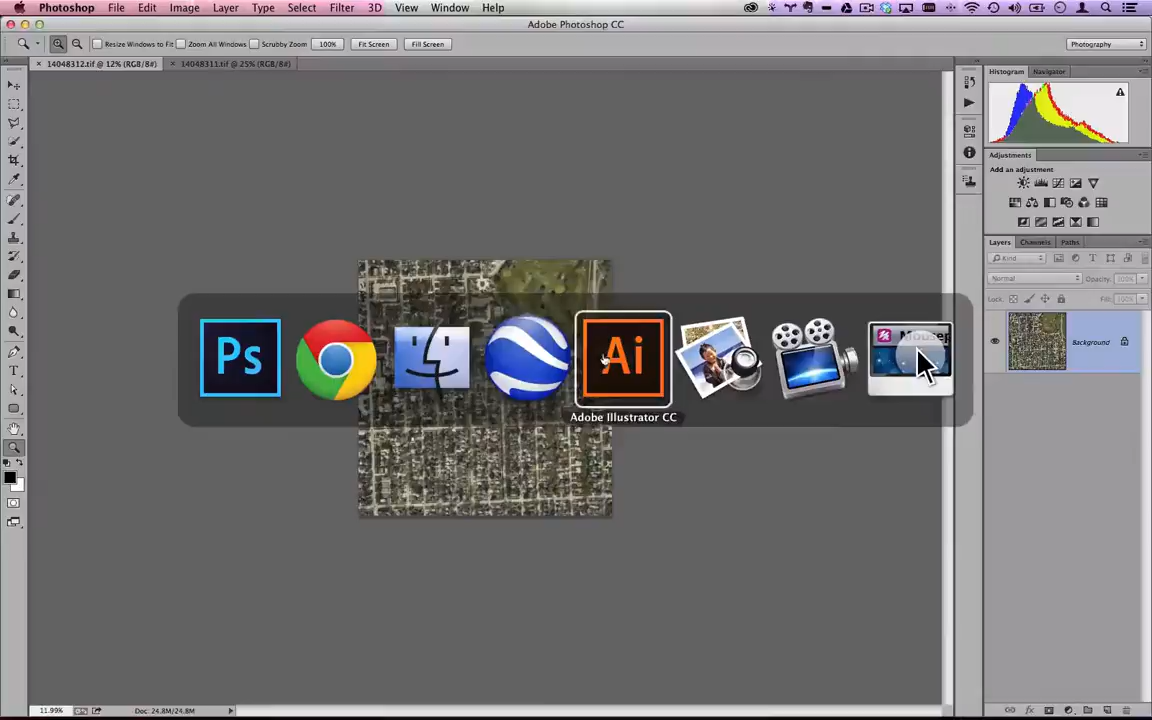 Photoshop File Edit Image Layer Type Select Filter 3D View Window Help
Adobe Photoshop CC
Resize Windows to Fit Zoom All Windows Scrubby Zoom 100% Fit Screen Fill Screen Photography
× 14048312.tif @ 12% (RGB/8#) × 14048311.tif @ 25% (RGB/8#)
Histogram Navigator
Adjustments
Add an adjustment
Layers Channels Paths
Kind
Normal Opacity: 100%
Lock: Fill: 100%
Background
Ps
Ai
Adobe Illustrator CC
T
11.99% Doc: 24.8M/24.8M